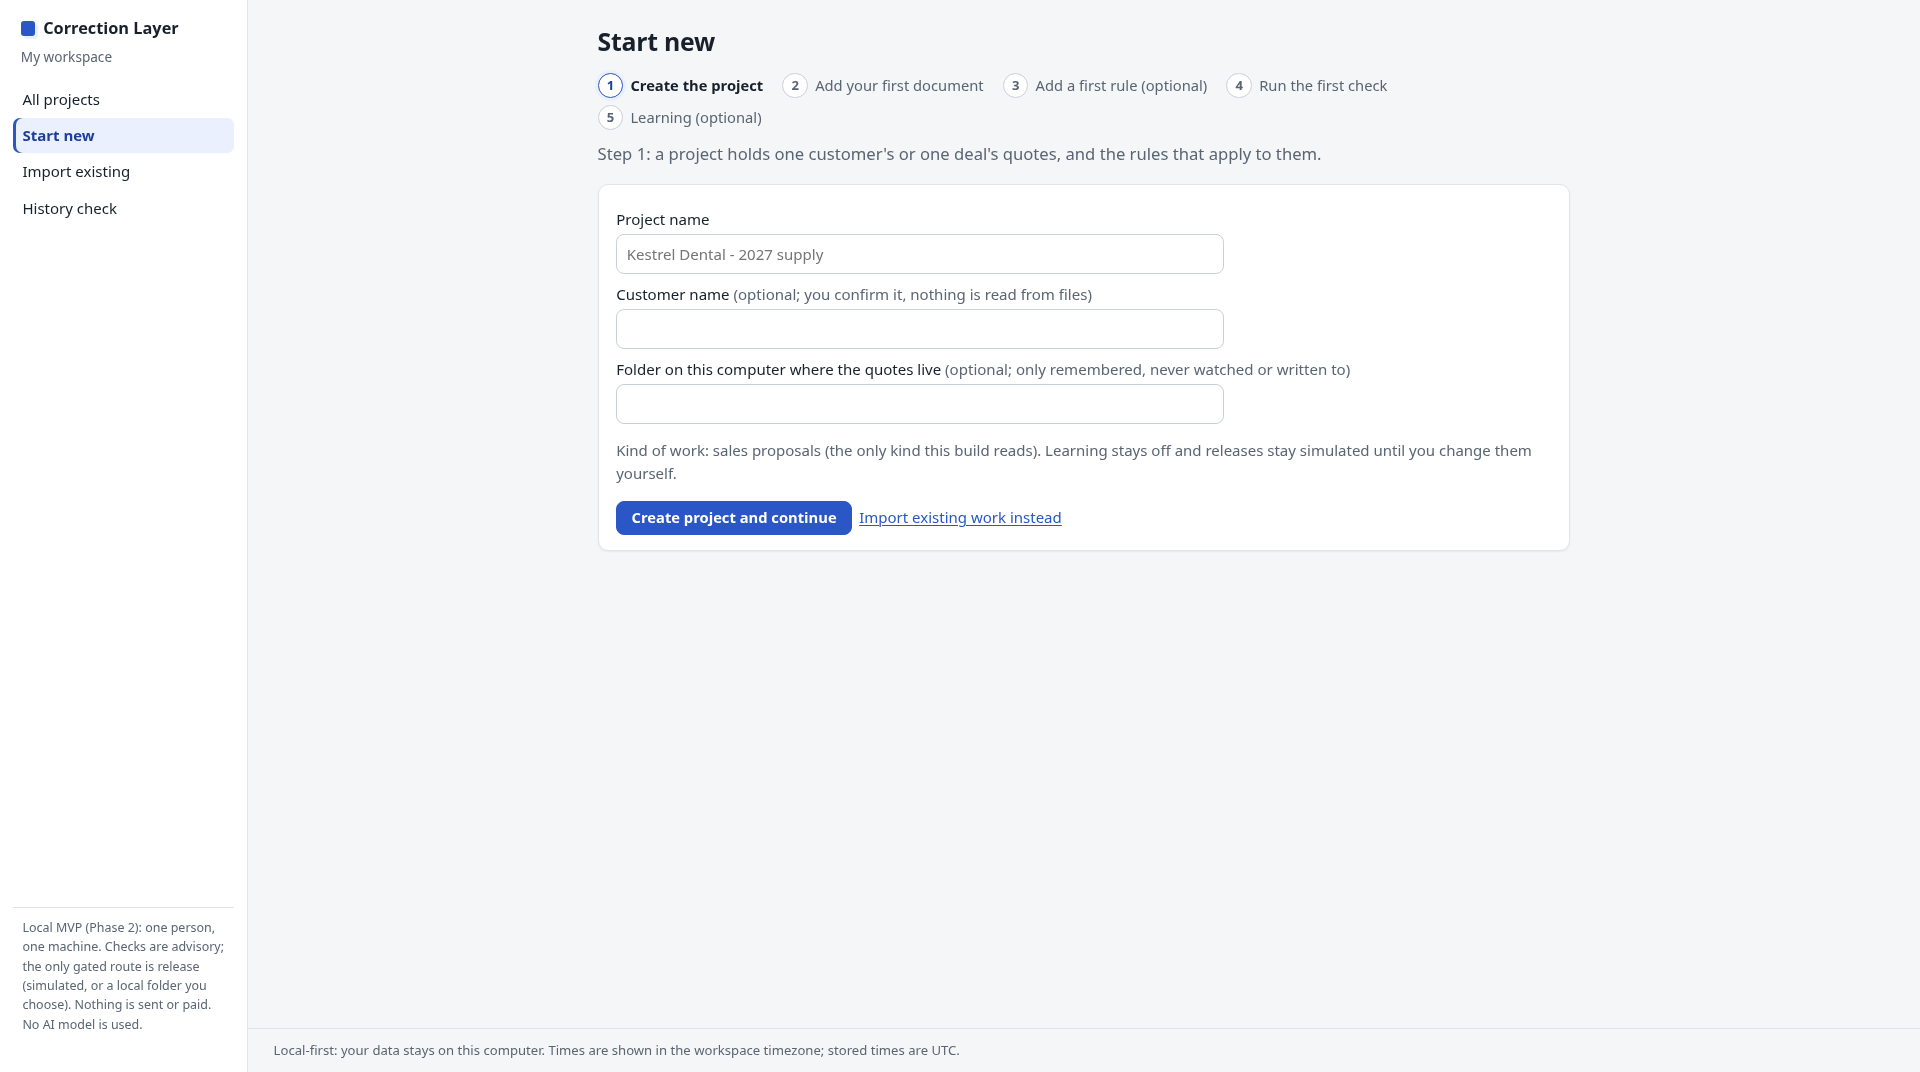 Correction Layer
My workspace
All projects
Start new
Import existing
History check
Local MVP (Phase 2): one person,
one machine. Checks are advisory;
the only gated route is release
(simulated, or a local folder you
choose). Nothing is sent or paid.
No AI model is used.
Start new
1 Create the project 2 Add your first document 3 Add a first rule (optional) 4 Run the first check
5 Learning (optional)
Step 1: a project holds one customer's or one deal's quotes, and the rules that apply to them.
Project name
Kestrel Dental - 2027 supply
Customer name (optional; you confirm it, nothing is read from files)
Folder on this computer where the quotes live (optional; only remembered, never watched or written to)
Kind of work: sales proposals (the only kind this build reads). Learning stays off and releases stay simulated until you change them
yourself.
Create project and continue Import existing work instead
Local-first: your data stays on this computer. Times are shown in the workspace timezone; stored times are UTC.